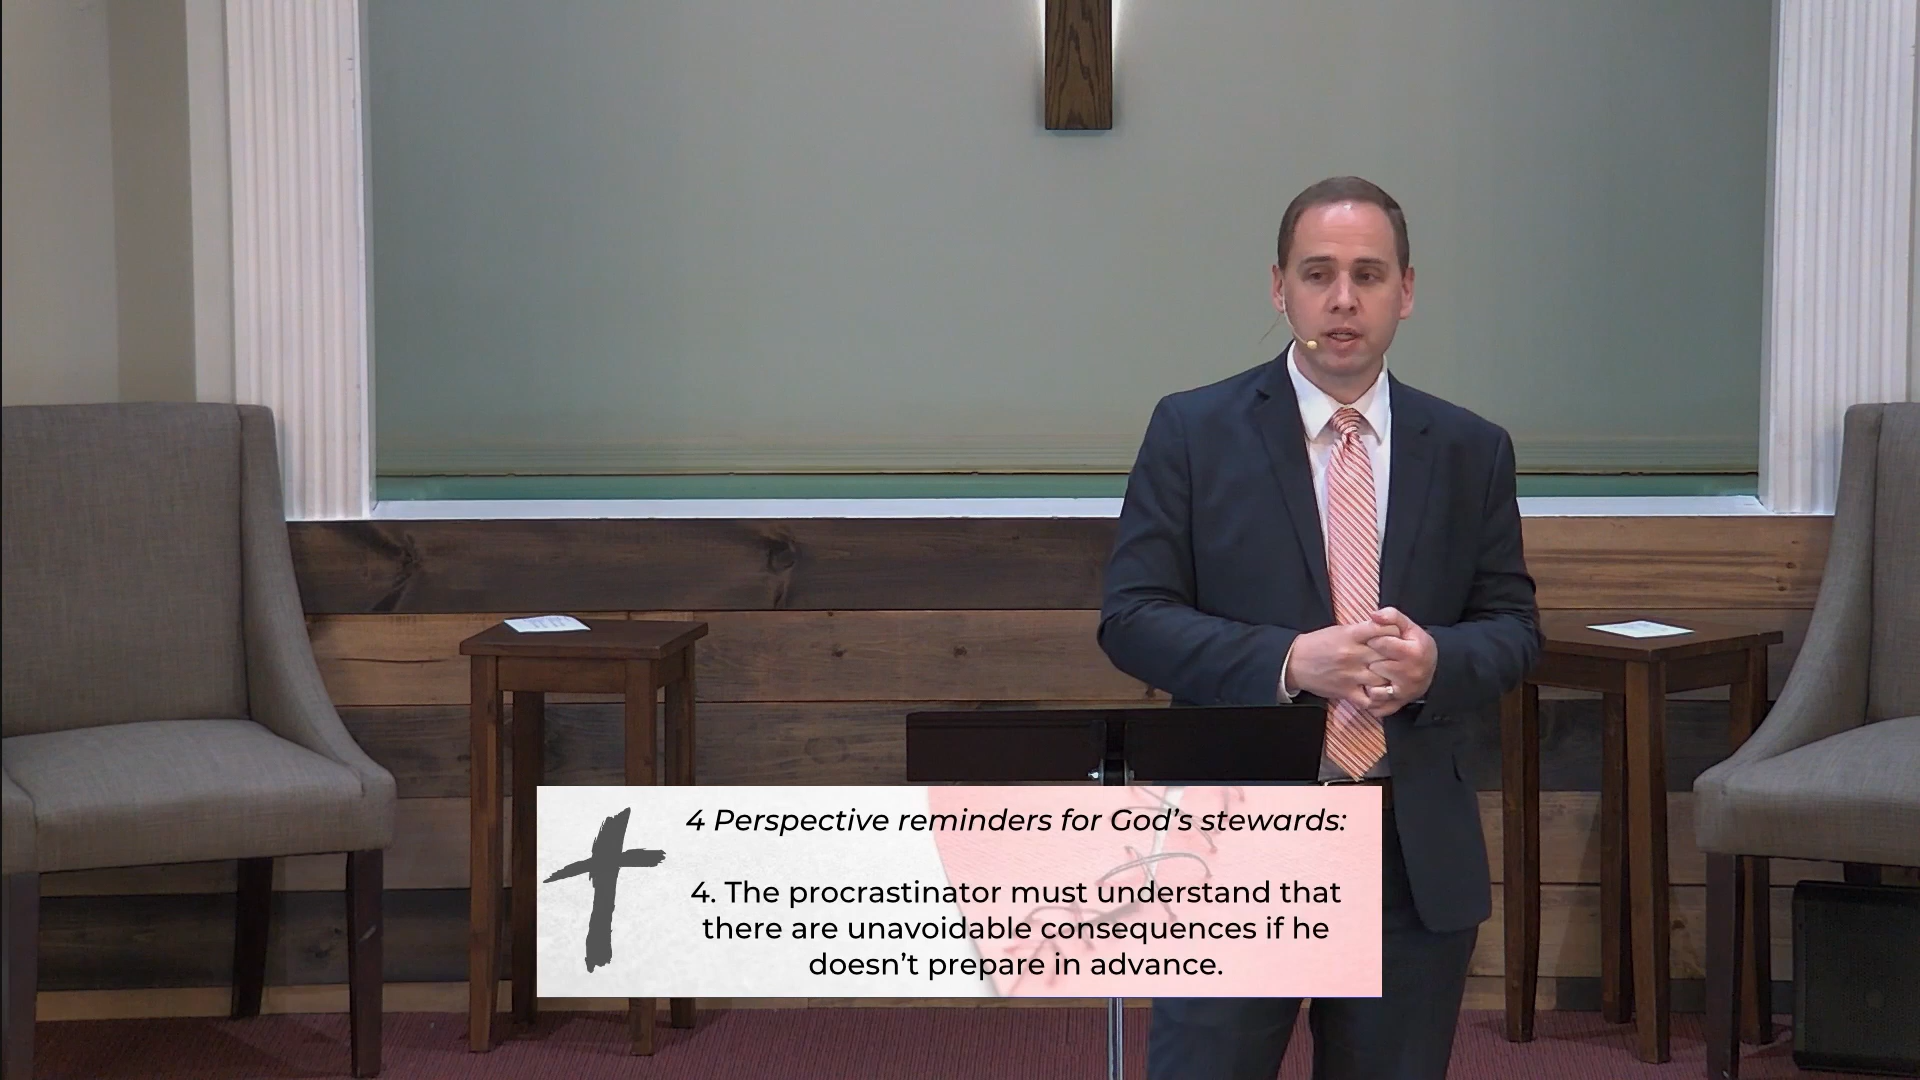 4 Perspective reminders for God's stewards:
4. The procrastinator must understand that
there are unavoidable consequences if he
doesn't prepare in advance.